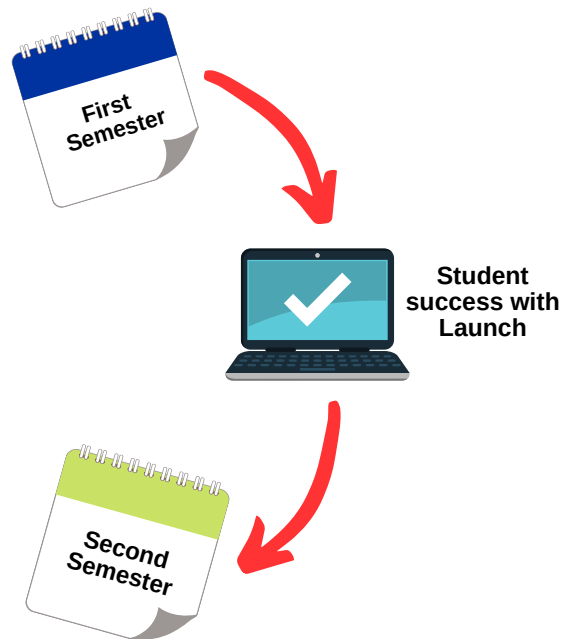 First
Semester
Student
success with
Launch
Second
Semester